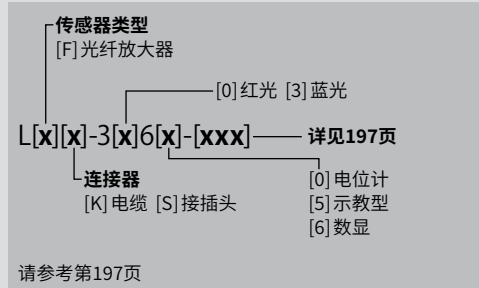 传感器类型
[F]光纤放大器
[0]红光 [3]蓝光
L[x][x]-3[x]6[x]-[xxx] 详见197页
连接器
[K]电缆 [S]接插头
[0]电位计
[5]示教型
[6]数显
请参考第197页